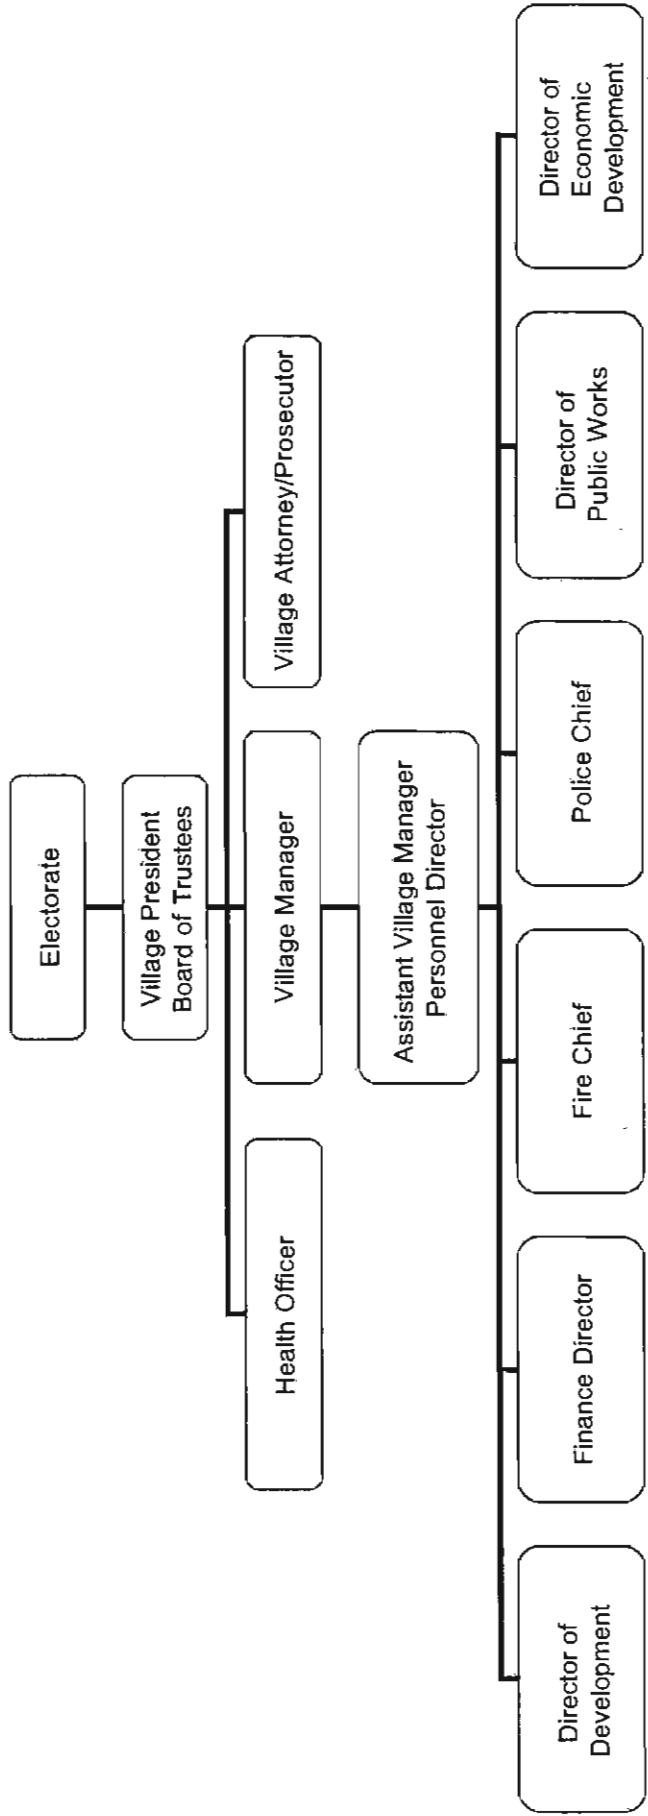 Electorate
Village President
Board of Trustees
Health Officer
Village Manager
Village Attorney/Prosecutor
Assistant Village Manager
Personnel Director
Director of
Development
Finance Director
Fire Chief
Police Chief
Director of
Public Works
Director of
Economic
Development